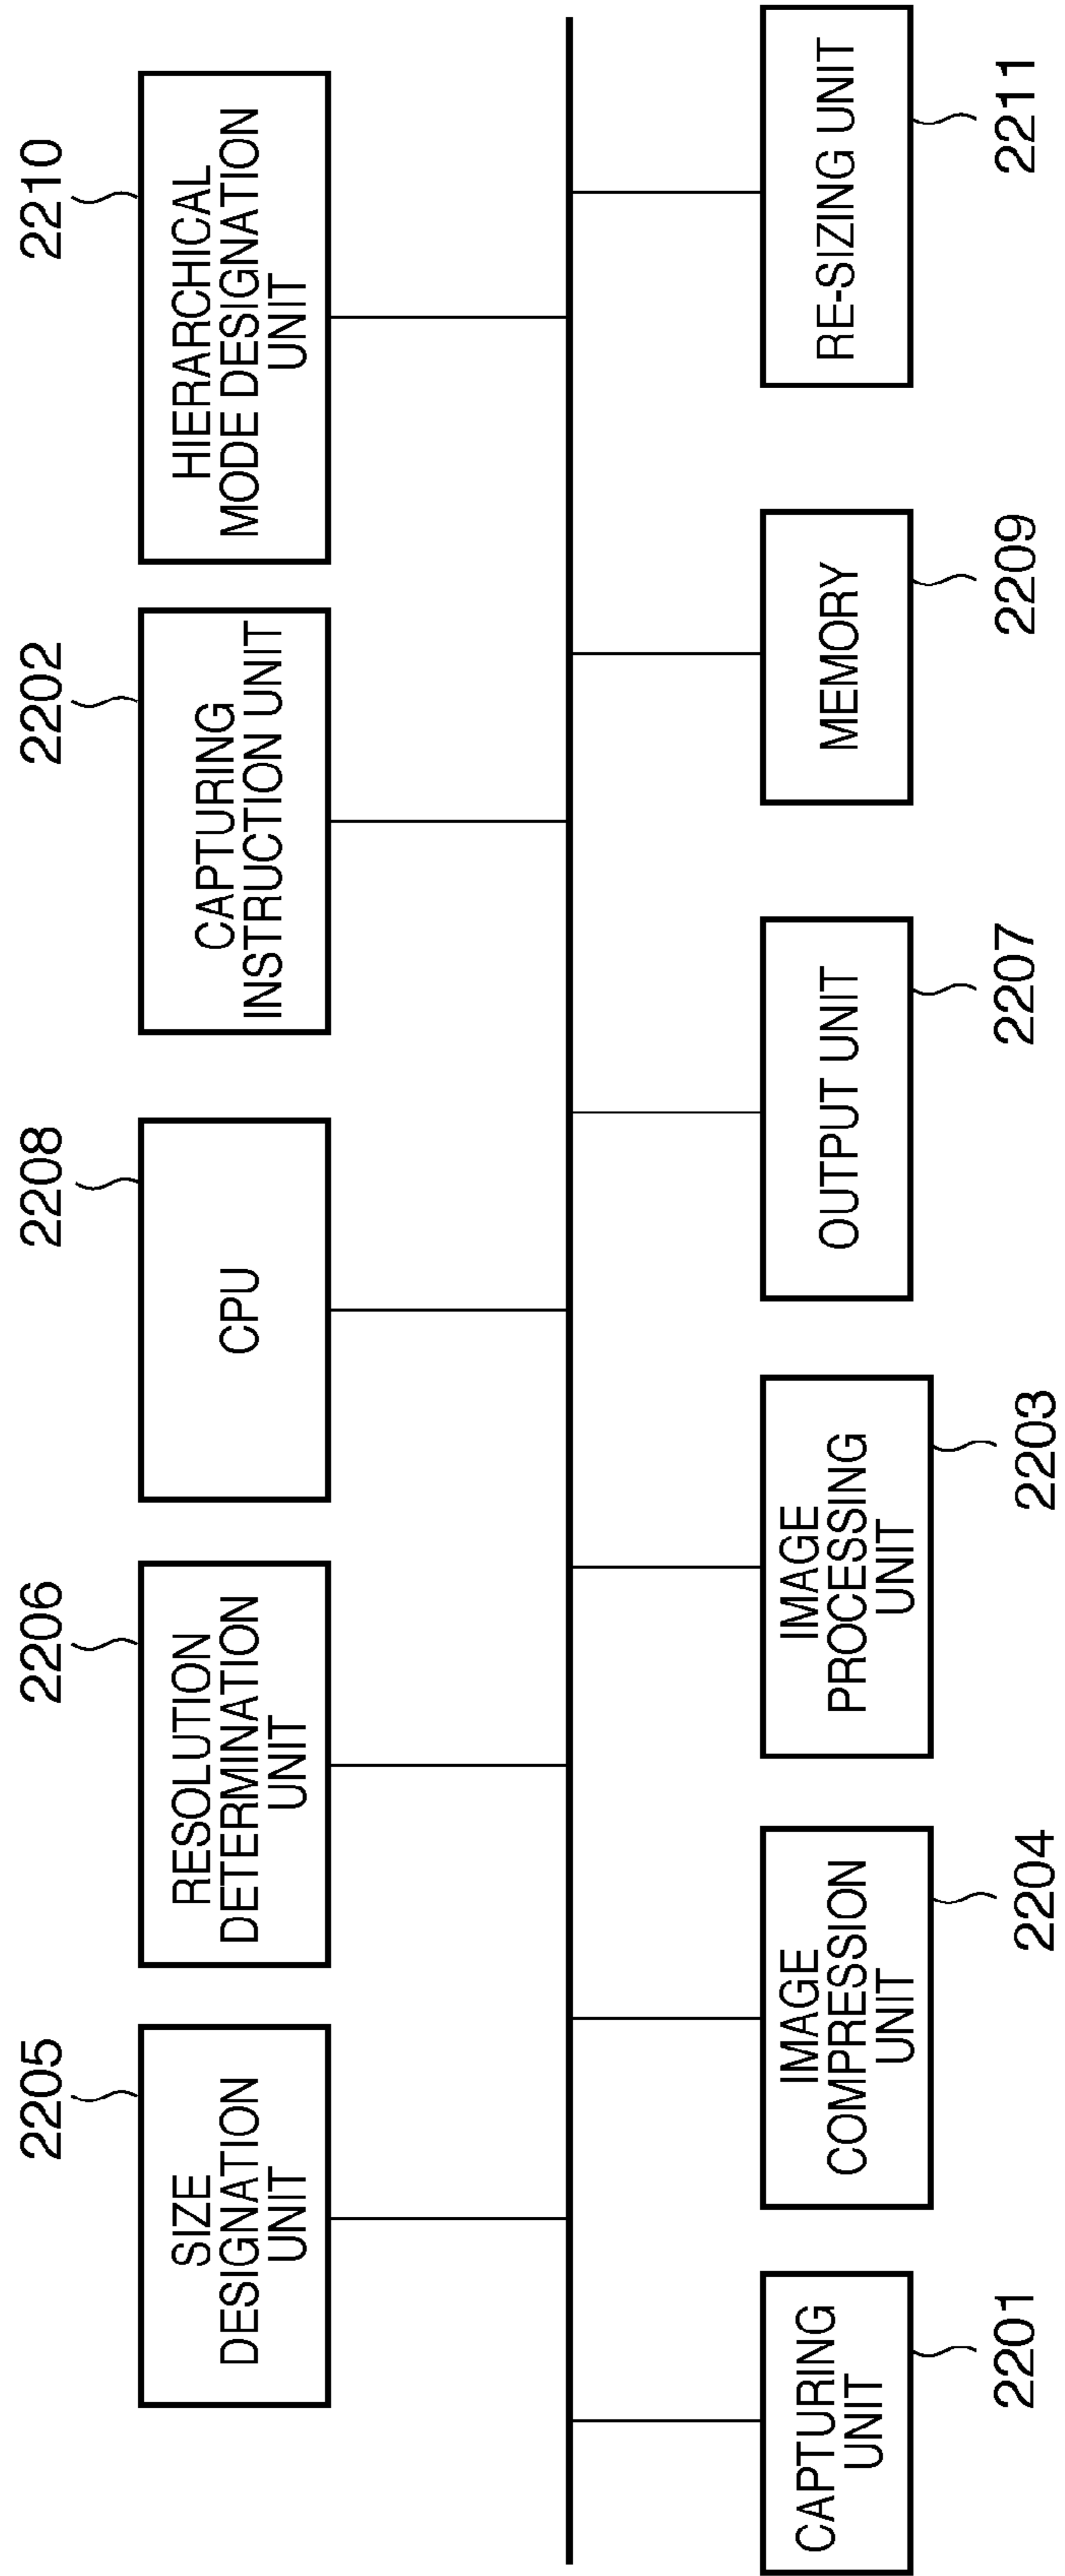 2205
SIZE
DESIGNATION
UNIT
2206
RESOLUTION
DETERMINATION
UNIT
2208
CPU
2202
CAPTURING
INSTRUCTION UNIT
2210
HIERARCHICAL
MODE DESIGNATION
UNIT
CAPTURING
UNIT
2201
IMAGE
COMPRESSION
UNIT
2204
IMAGE
PROCESSING
UNIT
2203
OUTPUT UNIT
2207
MEMORY
2209
RE-SIZING UNIT
2211